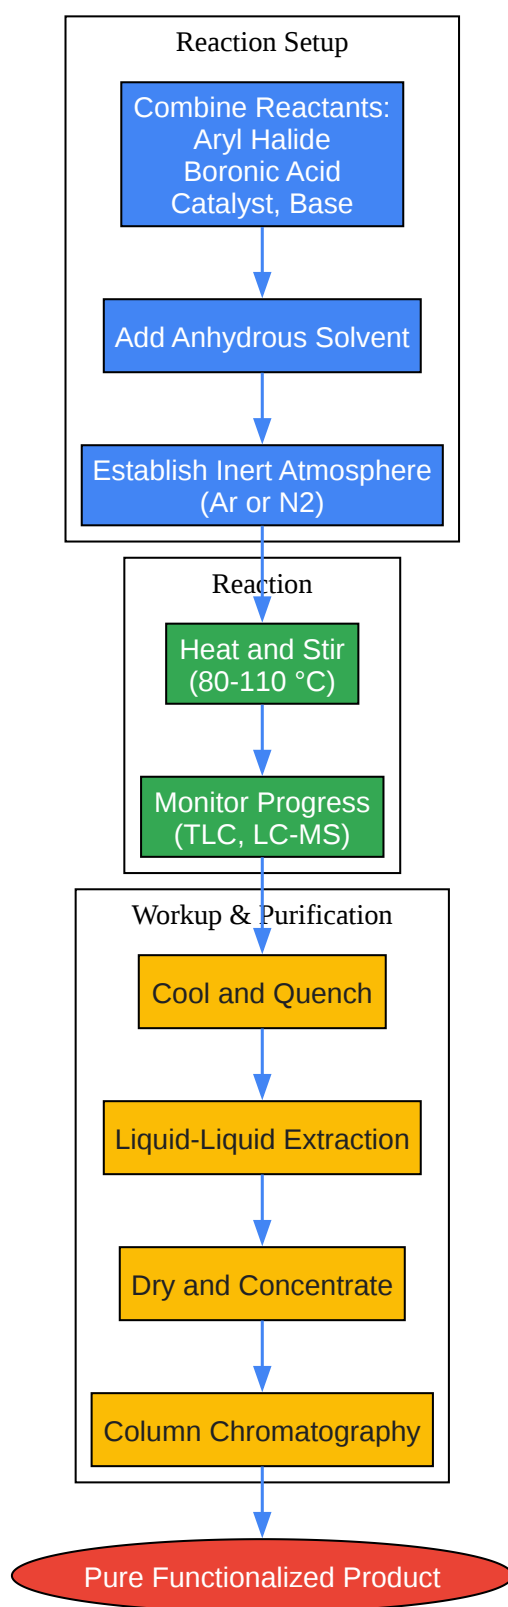 Reaction Setup
Combine Reactants:
Aryl Halide
Boronic Acid
Catalyst, Base
Add Anhydrous Solvent
Establish Inert Atmosphere
(Ar or N2)
Reaction
Heat and Stir
(80-110 °C)
Monitor Progress
(TLC, LC-MS)
Workup & Purification
Cool and Quench
Liquid-Liquid Extraction
Dry and Concentrate
Column Chromatography
Pure Functionalized Product